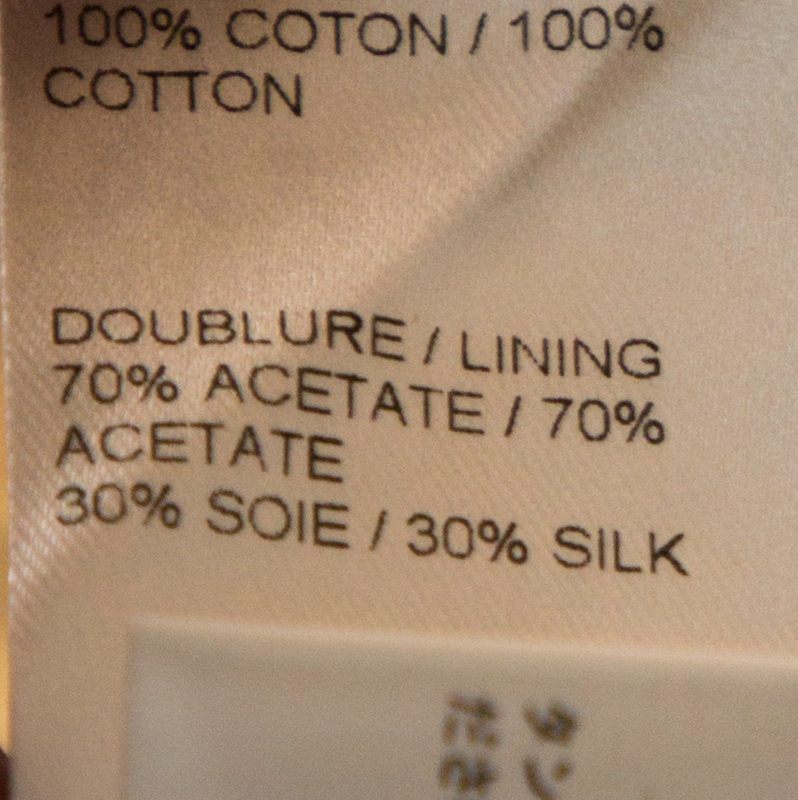 100% COTON / 100%
COTTON
DOUBLURE / LINING
70% ACETATE / 70%
ACETATE
30% SOIE / 30% SILK